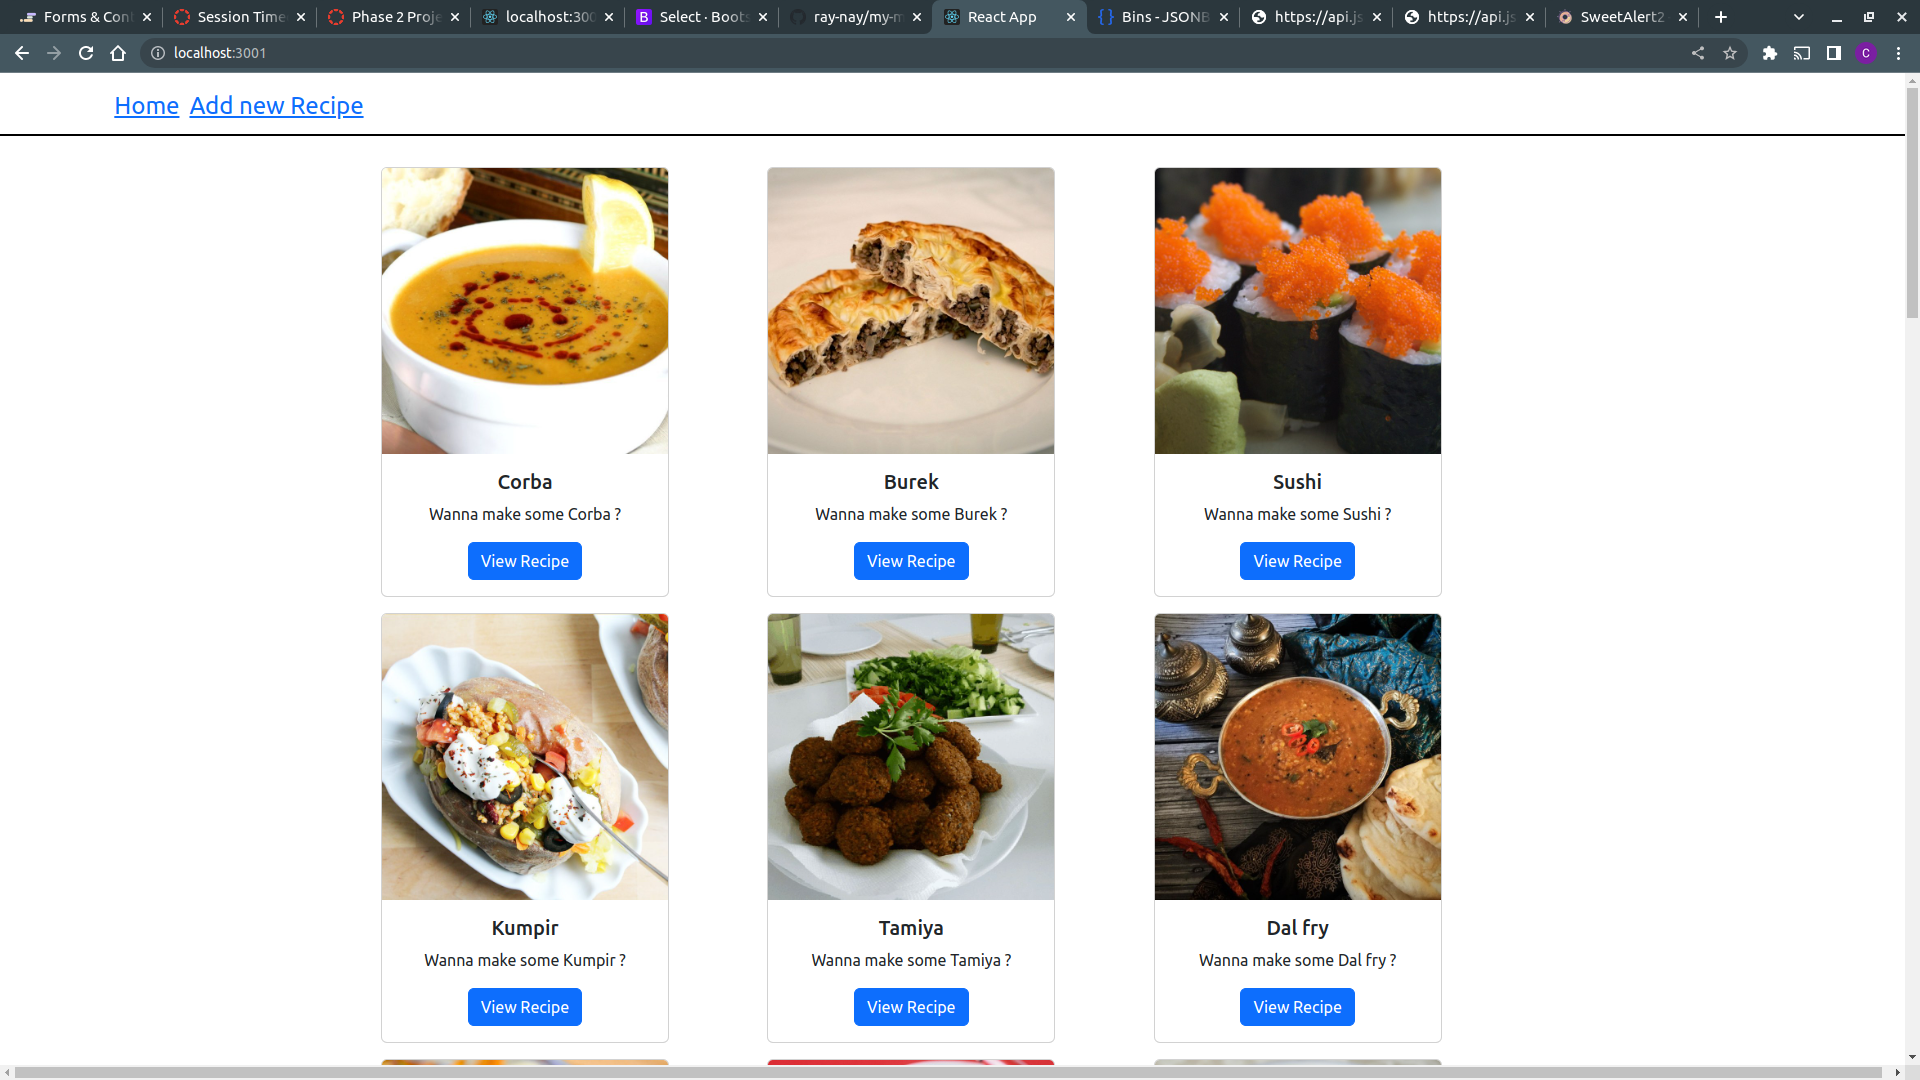 Forms & Con
Session Time
Phase 2 Proje
localhost:300
Select · Boots
ray-nay/my-m
React App
Bins - JSONB
https://api.js
https://api.js
SweetAlert2
localhost:3001
C
Home Add new Recipe
Corba
Wanna make some Corba ?
View Recipe
Burek
Wanna make some Burek ?
View Recipe
Sushi
Wanna make some Sushi ?
View Recipe
Kumpir
Wanna make some Kumpir ?
View Recipe
Tamiya
Wanna make some Tamiya ?
View Recipe
Dal fry
Wanna make some Dal fry ?
View Recipe